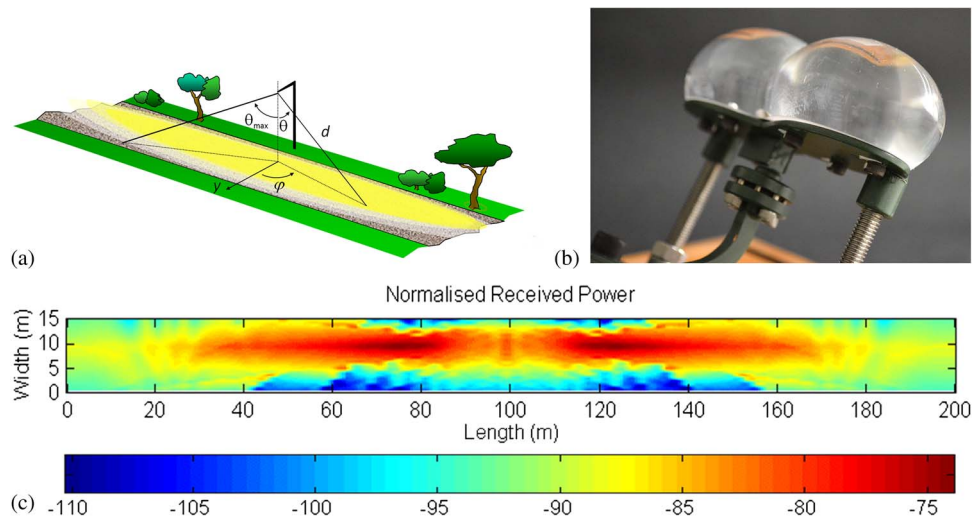 θmax
θ
d
y
φ
(a)
(b)
Normalised Received Power
Width (m)
15
10
5
0
0 20 40 60 80 100 120 140 160 180 200
Length (m)
(c)
-110 -105 -100 -95 -90 -85 -80 -75